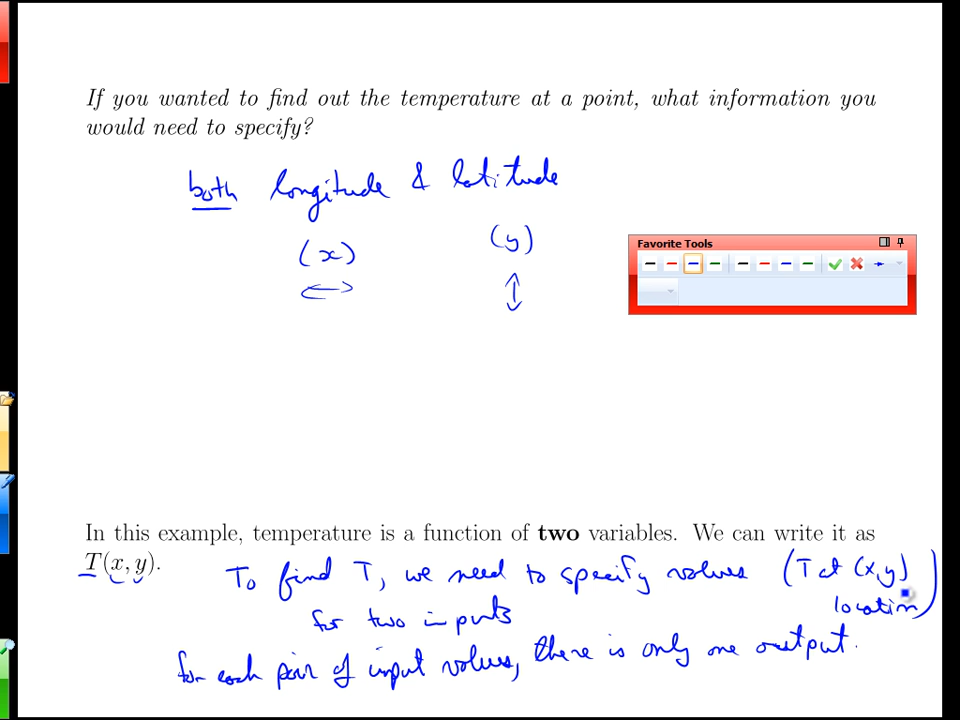 If you wanted to find out the temperature at a point, what information you
would need to specify?
both longitude & latitude
(x) (y)
Favorite Tools
In this example, temperature is a function of two variables. We can write it as
T(x, y).
To find T, we need to specify values (T at (x,y)
for two inputs location)
for each pair of input values, there is only one output.